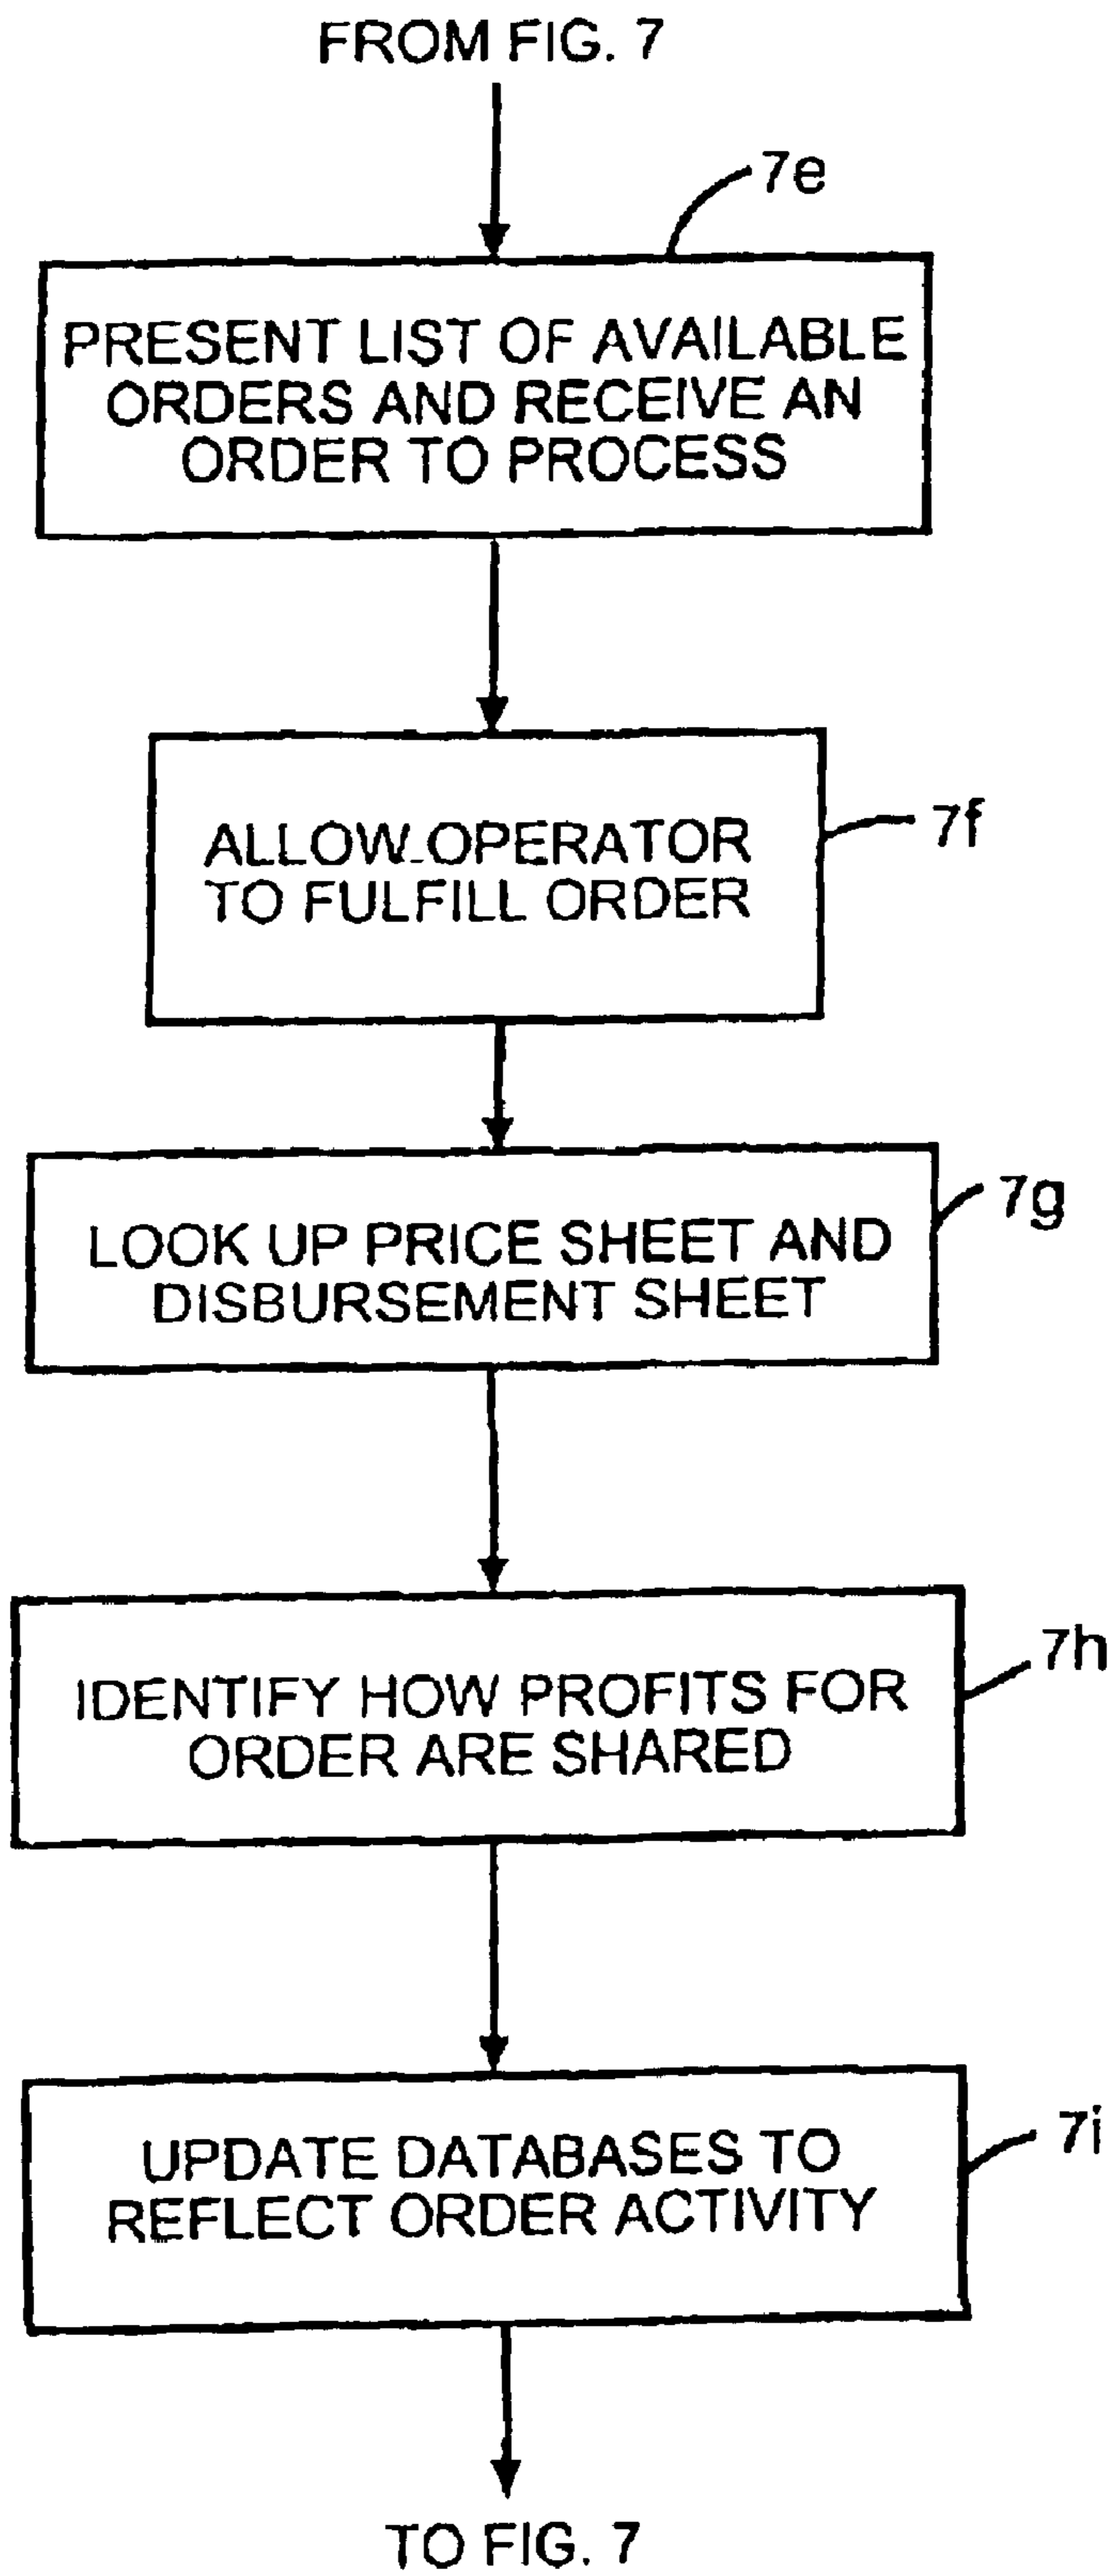 FROM FIG. 7
7e
PRESENT LIST OF AVAILABLE
ORDERS AND RECEIVE AN
ORDER TO PROCESS
7f
ALLOW OPERATOR
TO FULFILL ORDER
7g
LOOK UP PRICE SHEET AND
DISBURSEMENT SHEET
7h
IDENTIFY HOW PROFITS FOR
ORDER ARE SHARED
7i
UPDATE DATABASES TO
REFLECT ORDER ACTIVITY
TO FIG. 7